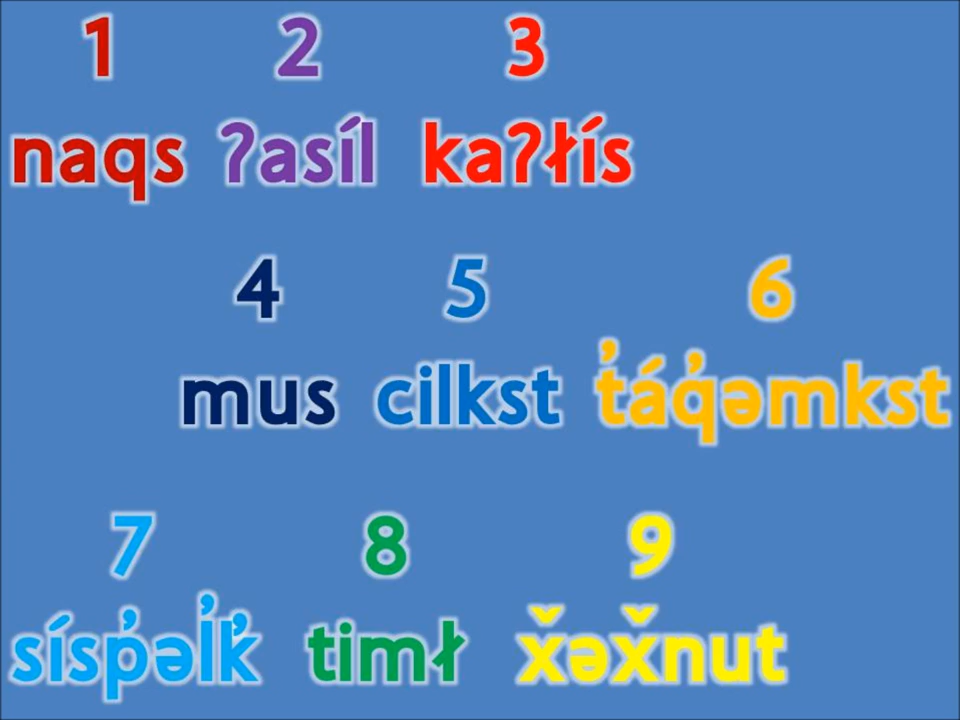 1 2 3
naqs ʔasíl kaʔłís
4 5 6
mus cilkst t̓áq̓əmkst
7 8 9
sísp̓əl̓k̓ timł x̌əx̌nut